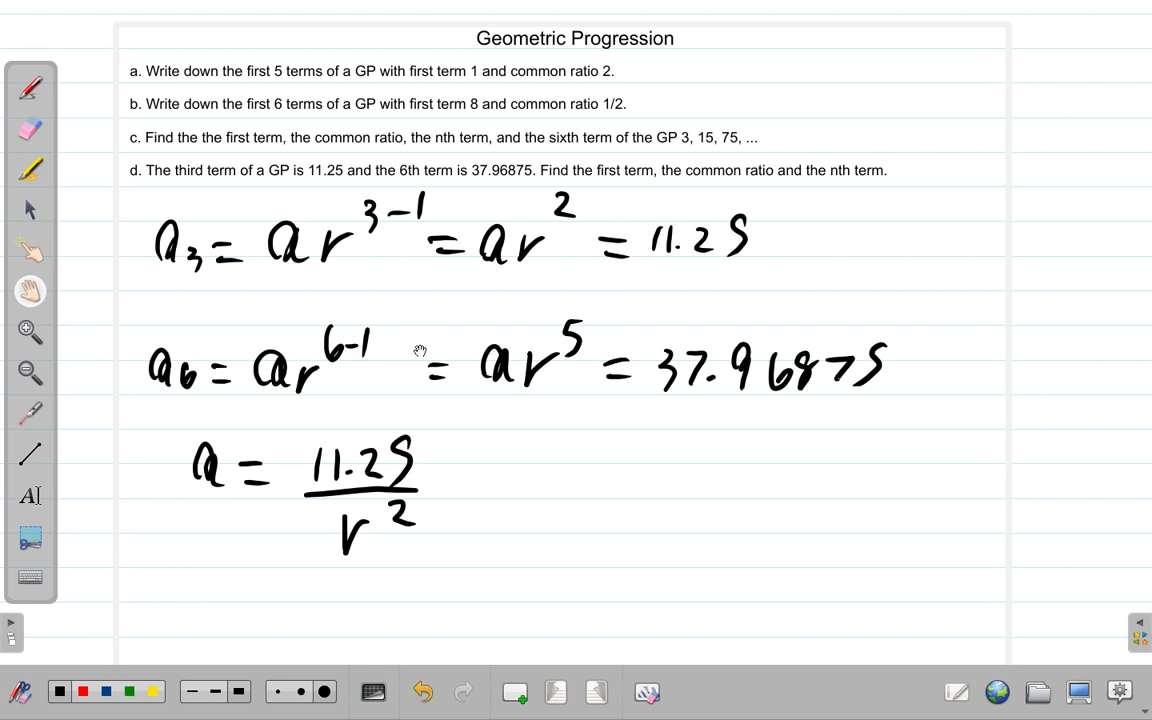 Geometric Progression
a. Write down the first 5 terms of a GP with first term 1 and common ratio 2.
b. Write down the first 6 terms of a GP with first term 8 and common ratio 1/2.
c. Find the the first term, the common ratio, the nth term, and the sixth term of the GP 3, 15, 75, ...
d. The third term of a GP is 11.25 and the 6th term is 37.96875. Find the first term, the common ratio and the nth term.
a₃ = ar³⁻¹ = ar² = 11.25
a₆ = ar⁶⁻¹ = ar⁵ = 37.96875
a = 11.25
r²
AI